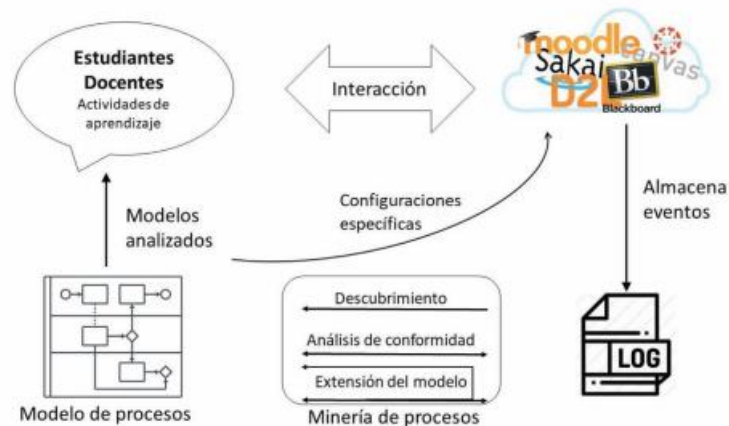 Estudiantes
Docentes
Actividades de
aprendizaje
Interacción
moodle
canvas
Sakai
D2L
Bb
Blackboard
Modelos
analizados
Configuraciones
específicas
Almacena
eventos
Descubrimiento
Análisis de conformidad
Extensión del modelo
LOG
Modelo de procesos
Minería de procesos